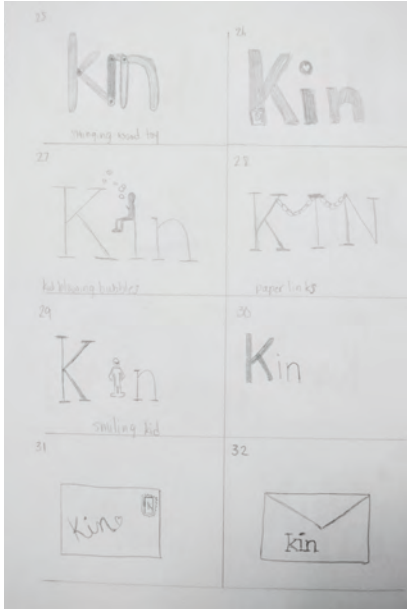 25
26
Kin
Kin
swinging wood toy
27
28
Kin
KIN
kid blowing bubbles
paper links
29
30
Kin
Kin
smiling kid
31
32
Kin
kin